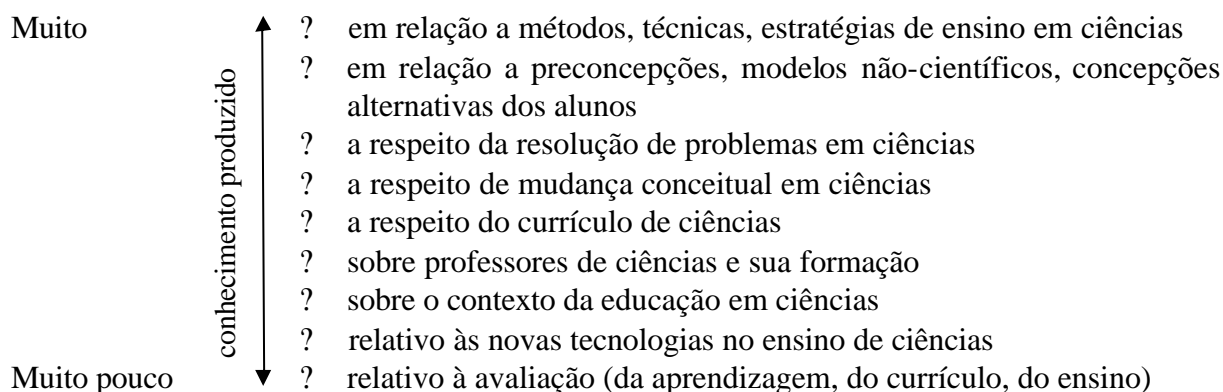 Muito ? em relação a métodos, técnicas, estratégias de ensino em ciências
? em relação a preconcepções, modelos não-científicos, concepções
alternativas dos alunos
? a respeito da resolução de problemas em ciências
? a respeito de mudança conceitual em ciências
? a respeito do currículo de ciências
? sobre professores de ciências e sua formação
? sobre o contexto da educação em ciências
? relativo às novas tecnologias no ensino de ciências
Muito pouco ? relativo à avaliação (da aprendizagem, do currículo, do ensino)
conhecimento produzido